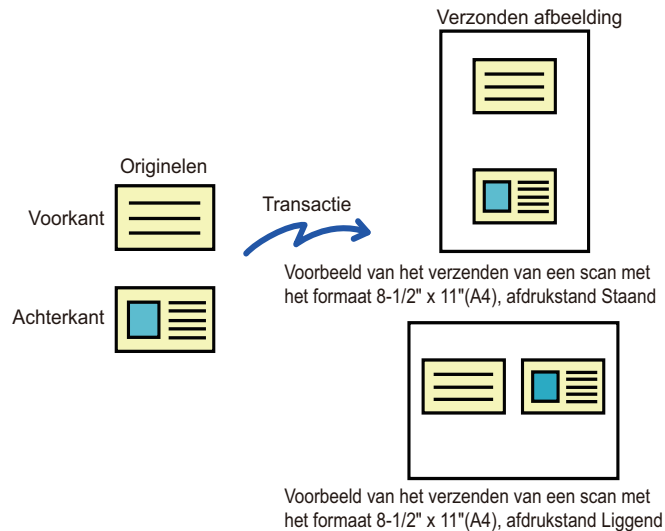 Verzonden afbeelding
Originelen
Voorkant
Transactie
Achterkant
Voorbeeld van het verzenden van een scan met
het formaat 8-1/2" x 11"(A4), afdrukstand Staand
Voorbeeld van het verzenden van een scan met
het formaat 8-1/2" x 11"(A4), afdrukstand Liggend